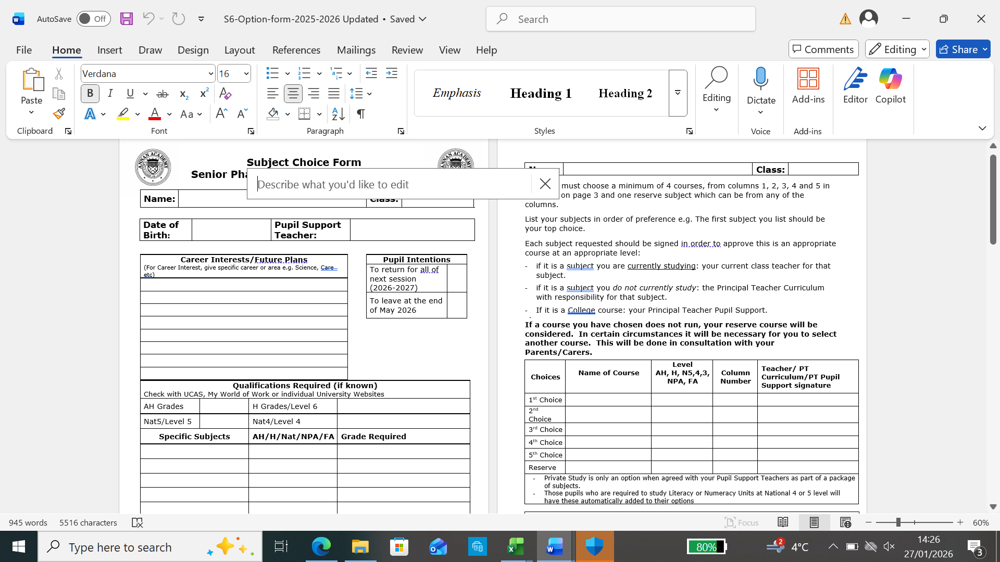 AutoSave Off S6-Option-form-2025-2026 Updated • Saved Search
File Home Insert Draw Design Layout References Mailings Review View Help Comments Editing Share
Paste Verdana 16 Emphasis Heading 1 Heading 2 Editing Dictate Add-ins Editor Copilot
Clipboard Font Paragraph Styles Voice Add-ins
ANNAN ACADEMY
Subject Choice Form
Senior Pha
Describe what you'd like to edit
Name: Class:
Date of Birth:
Pupil Support Teacher:
Career Interests/Future Plans
(For Career Interest, give specific career or area e.g. Science, Care
etc)
Pupil Intentions
To return for all of
next session
(2026-2027)
To leave at the end
of May 2026
Qualifications Required (if known)
Check with UCAS, My World of Work or individual University Websites
AH Grades H Grades/Level 6
Nat5/Level 5 Nat4/Level 4
Specific Subjects AH/H/Nat/NPA/FA Grade Required
Class:
must choose a minimum of 4 courses, from columns 1, 2, 3, 4 and 5 in
on page 3 and one reserve subject which can be from any of the
columns.
List your subjects in order of preference e.g. The first subject you list should be
your top choice.
Each subject requested should be signed in order to approve this is an appropriate
course at an appropriate level:
- if it is a subject you are currently studying: your current class teacher for that
subject.
- if it is a subject you do not currently study: the Principal Teacher Curriculum
with responsibility for that subject.
- If it is a College course: your Principal Teacher Pupil Support.
-
If a course you have chosen does not run, your reserve course will be
considered. In certain circumstances it will be necessary for you to select
another course. This will be done in consultation with your
Parents/Carers.
Choices
Name of Course
Level
AH, H, N5,4,3,
NPA, FA
Column
Number
Teacher/ PT
Curriculum/PT Pupil
Support signature
1st Choice
2nd
Choice
3rd Choice
4th Choice
5th Choice
Reserve
- Private Study is only an option when agreed with your Pupil Support Teachers as part of a package
of subjects.
- Those pupils who are required to study Literacy or Numeracy Units at National 4 or 5 level will
have these automatically added to their options
945 words 5516 characters Focus 60%
Type here to search 80% 2 4°C 14:26
27/01/2026 3